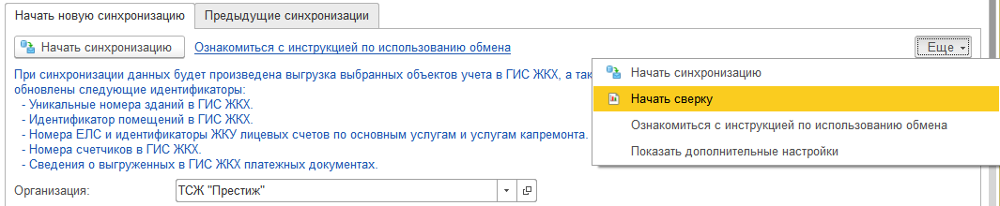 Начать новую синхронизацию
Предыдущие синхронизации
Начать синхронизацию
Ознакомиться с инструкцией по использованию обмена
Еще
При синхронизации данных будет произведена выгрузка выбранных объектов учета в ГИС ЖКХ, а
обновлены следующие идентификаторы:
- Уникальные номера зданий в ГИС ЖКХ.
- Идентификатор помещений в ГИС ЖКХ.
- Номера ЕЛС и идентификаторы ЖКУ лицевых счетов по основным услугам и услугам капремонта.
- Номера счетчиков в ГИС ЖКХ.
- Сведения о выгруженных в ГИС ЖКХ платежных документах.
Начать синхронизацию
Начать сверку
Ознакомиться с инструкцией по использованию обмена
Показать дополнительные настройки
Организация:
ТСЖ "Престиж"